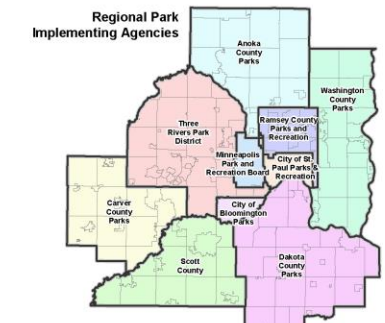 Regional Park
Implementing Agencies
Anoka
County
Parks
Washington
County
Parks
Ramsey County
Parks and
Recreation
Three
Rivers Park
District
Minneapolis
Park and
Recreation Board
City of St.
Paul Parks &
Recreation
Carver
County
Parks
City of
Bloomington
Parks
Scott
County
Dakota
County
Parks